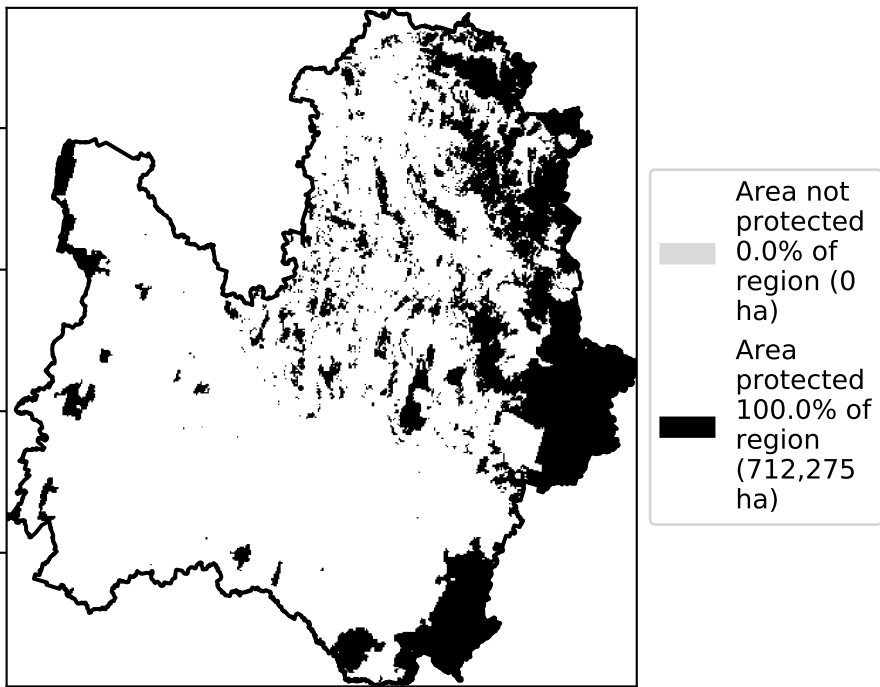 Area not
protected
0.0% of
region (0
ha)
Area
protected
100.0% of
region
(712,275
ha)